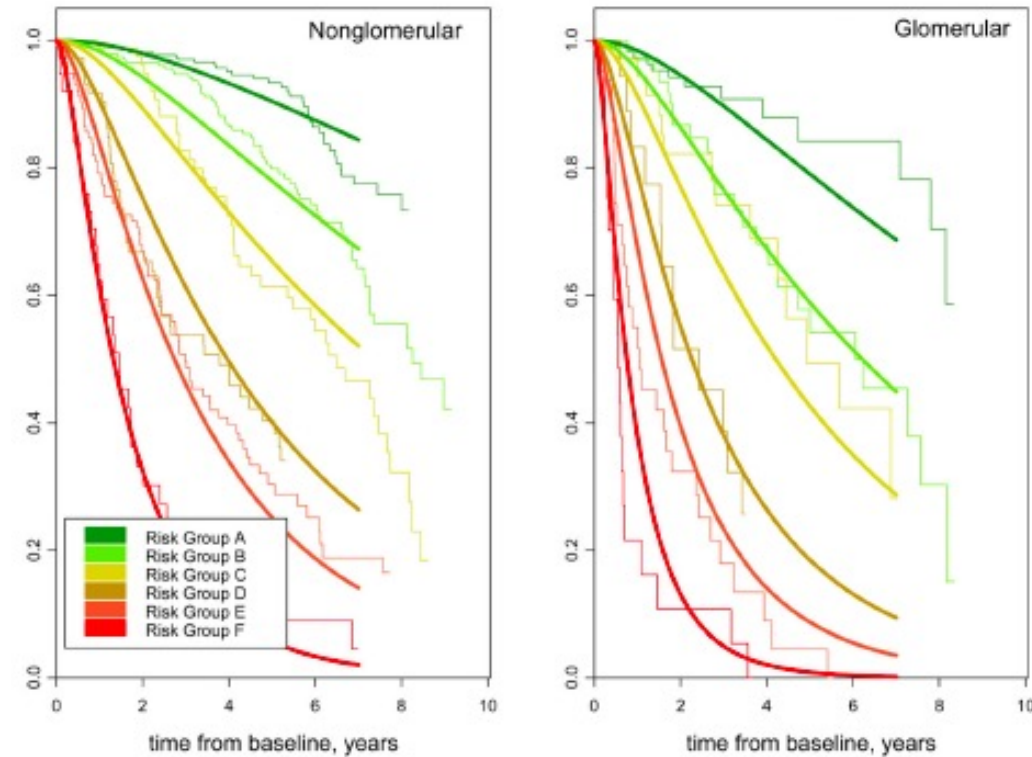 Nonglomerular
1.0
0.8
0.6
0.4
0.2
0.0
Risk Group A
Risk Group B
Risk Group C
Risk Group D
Risk Group E
Risk Group F
0 2 4 6 8 10
time from baseline, years
Glomerular
1.0
0.8
0.6
0.4
0.2
0.0
0 2 4 6 8 10
time from baseline, years